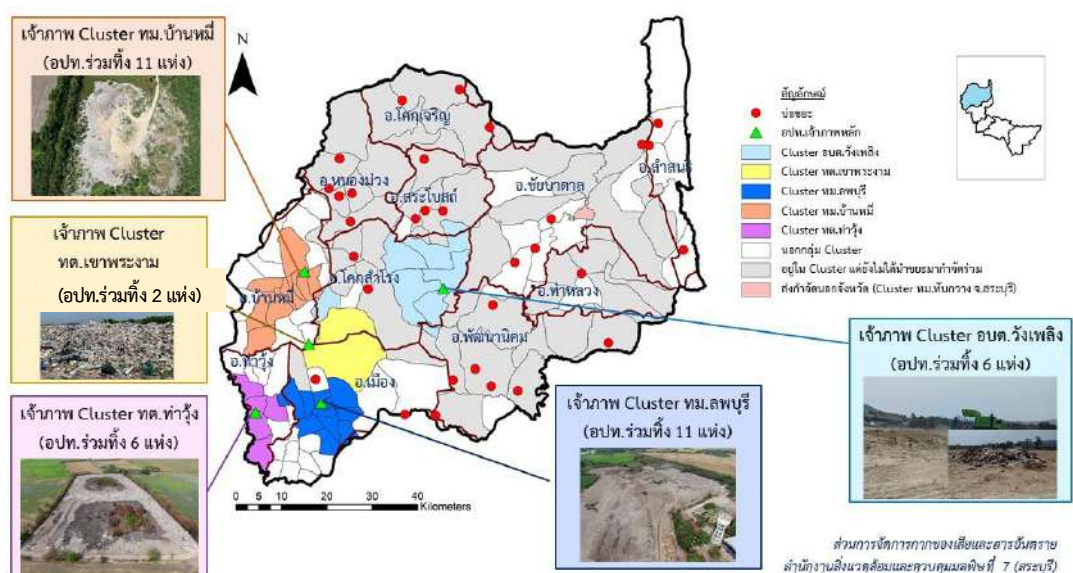 เจ้าภาพ Cluster ทม.บ้านหมี่
(อปท.ร่วมทิ้ง 11 แห่ง)
เจ้าภาพ Cluster
ทต.เขาพระงาม
(อปท.ร่วมทิ้ง 2 แห่ง)
เจ้าภาพ Cluster ทต.ท่าวุ้ง
(อปท.ร่วมทิ้ง 6 แห่ง)
N
อ.โคกเจริญ
อ.หนองม่วง
อ.สระโบสถ์
อ.ชัยบาดาล
อ.ลำสนธิ
อ.บ้านหมี่
อ.โคกสำโรง
อ.ท่าหลวง
อ.พัฒนานิคม
อ.ท่าวุ้ง
อ.เมือง
0 5 10 20 30 40
Kilometers
สัญลักษณ์
บ่อขยะ
อปท.เจ้าภาพหลัก
Cluster อบต.วังเพลิง
Cluster ทต.เขาพระงาม
Cluster ทม.ลพบุรี
Cluster ทม.บ้านหมี่
Cluster ทต.ท่าวุ้ง
นอกกลุ่ม Cluster
อยู่ใน Cluster แต่ยังไม่ได้นำขยะมากำจัดร่วม
ส่งกำจัดนอกจังหวัด (Cluster ทม.ทับกวาง จ.สระบุรี)
เจ้าภาพ Cluster ทม.ลพบุรี
(อปท.ร่วมทิ้ง 11 แห่ง)
เจ้าภาพ Cluster อบต.วังเพลิง
(อปท.ร่วมทิ้ง 6 แห่ง)
ส่วนการจัดการกากของเสียและสารอันตราย
สำนักงานสิ่งแวดล้อมและควบคุมมลพิษที่ 7 (สระบุรี)